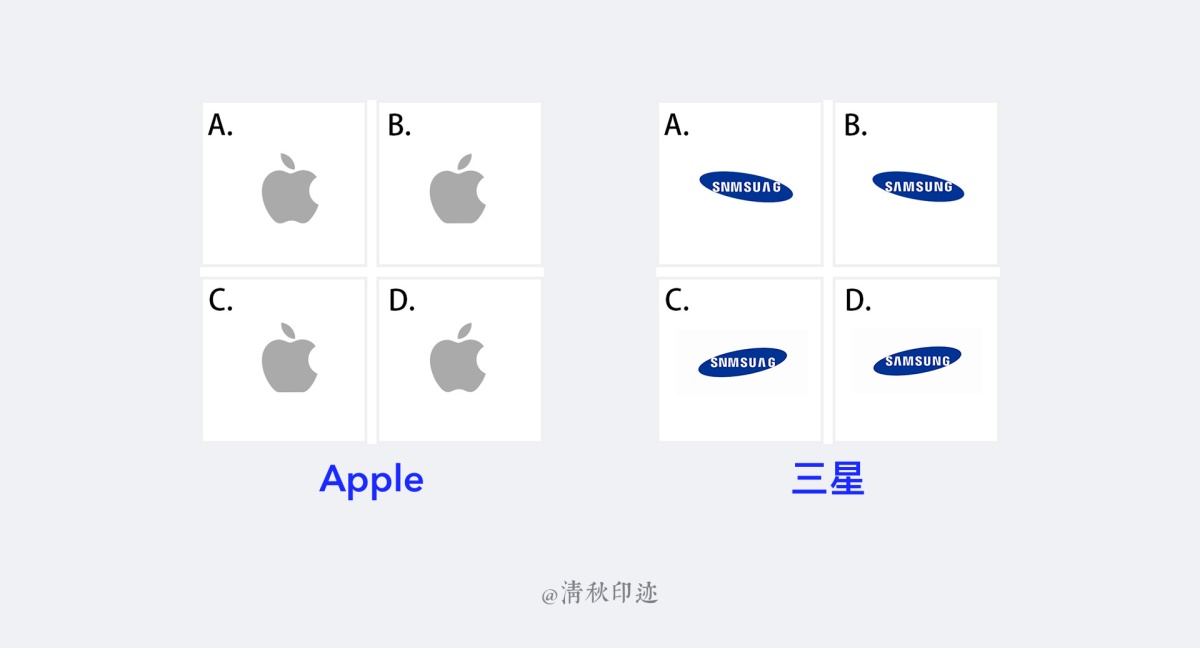 A. B.
C. D.
Apple
A. SNMSUAG
B. SAMSUNG
C. SNMSUAG
D. SAMSUNG
三星
@清秋印迹